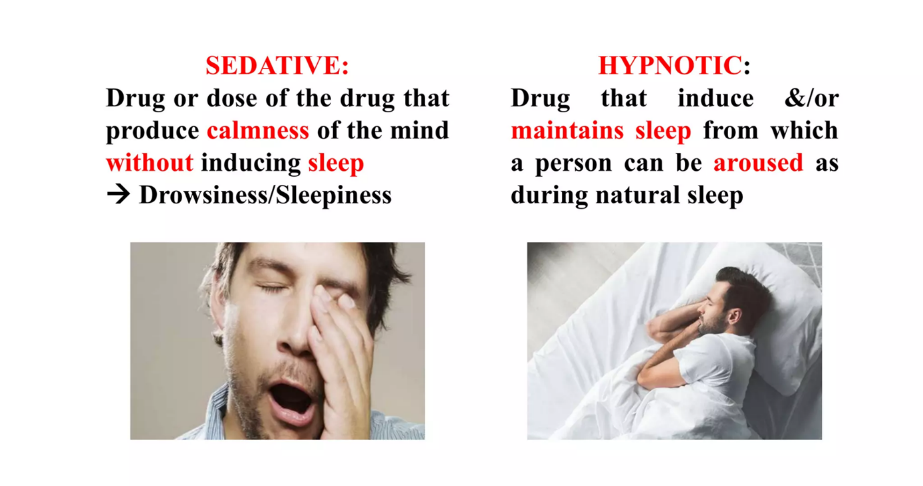 SEDATIVE:
Drug or dose of the drug that
produce calmness of the mind
without inducing sleep
→ Drowsiness/Sleepiness
HYPNOTIC:
Drug that induce &/or
maintains sleep from which
a person can be aroused as
during natural sleep